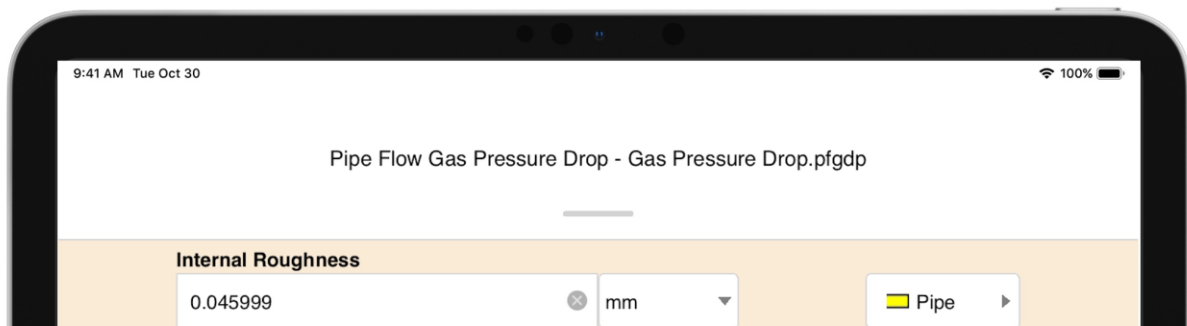 9:41 AM Tue Oct 30 100%
Pipe Flow Gas Pressure Drop - Gas Pressure Drop.pfgdp
Internal Roughness
0.045999 mm Pipe